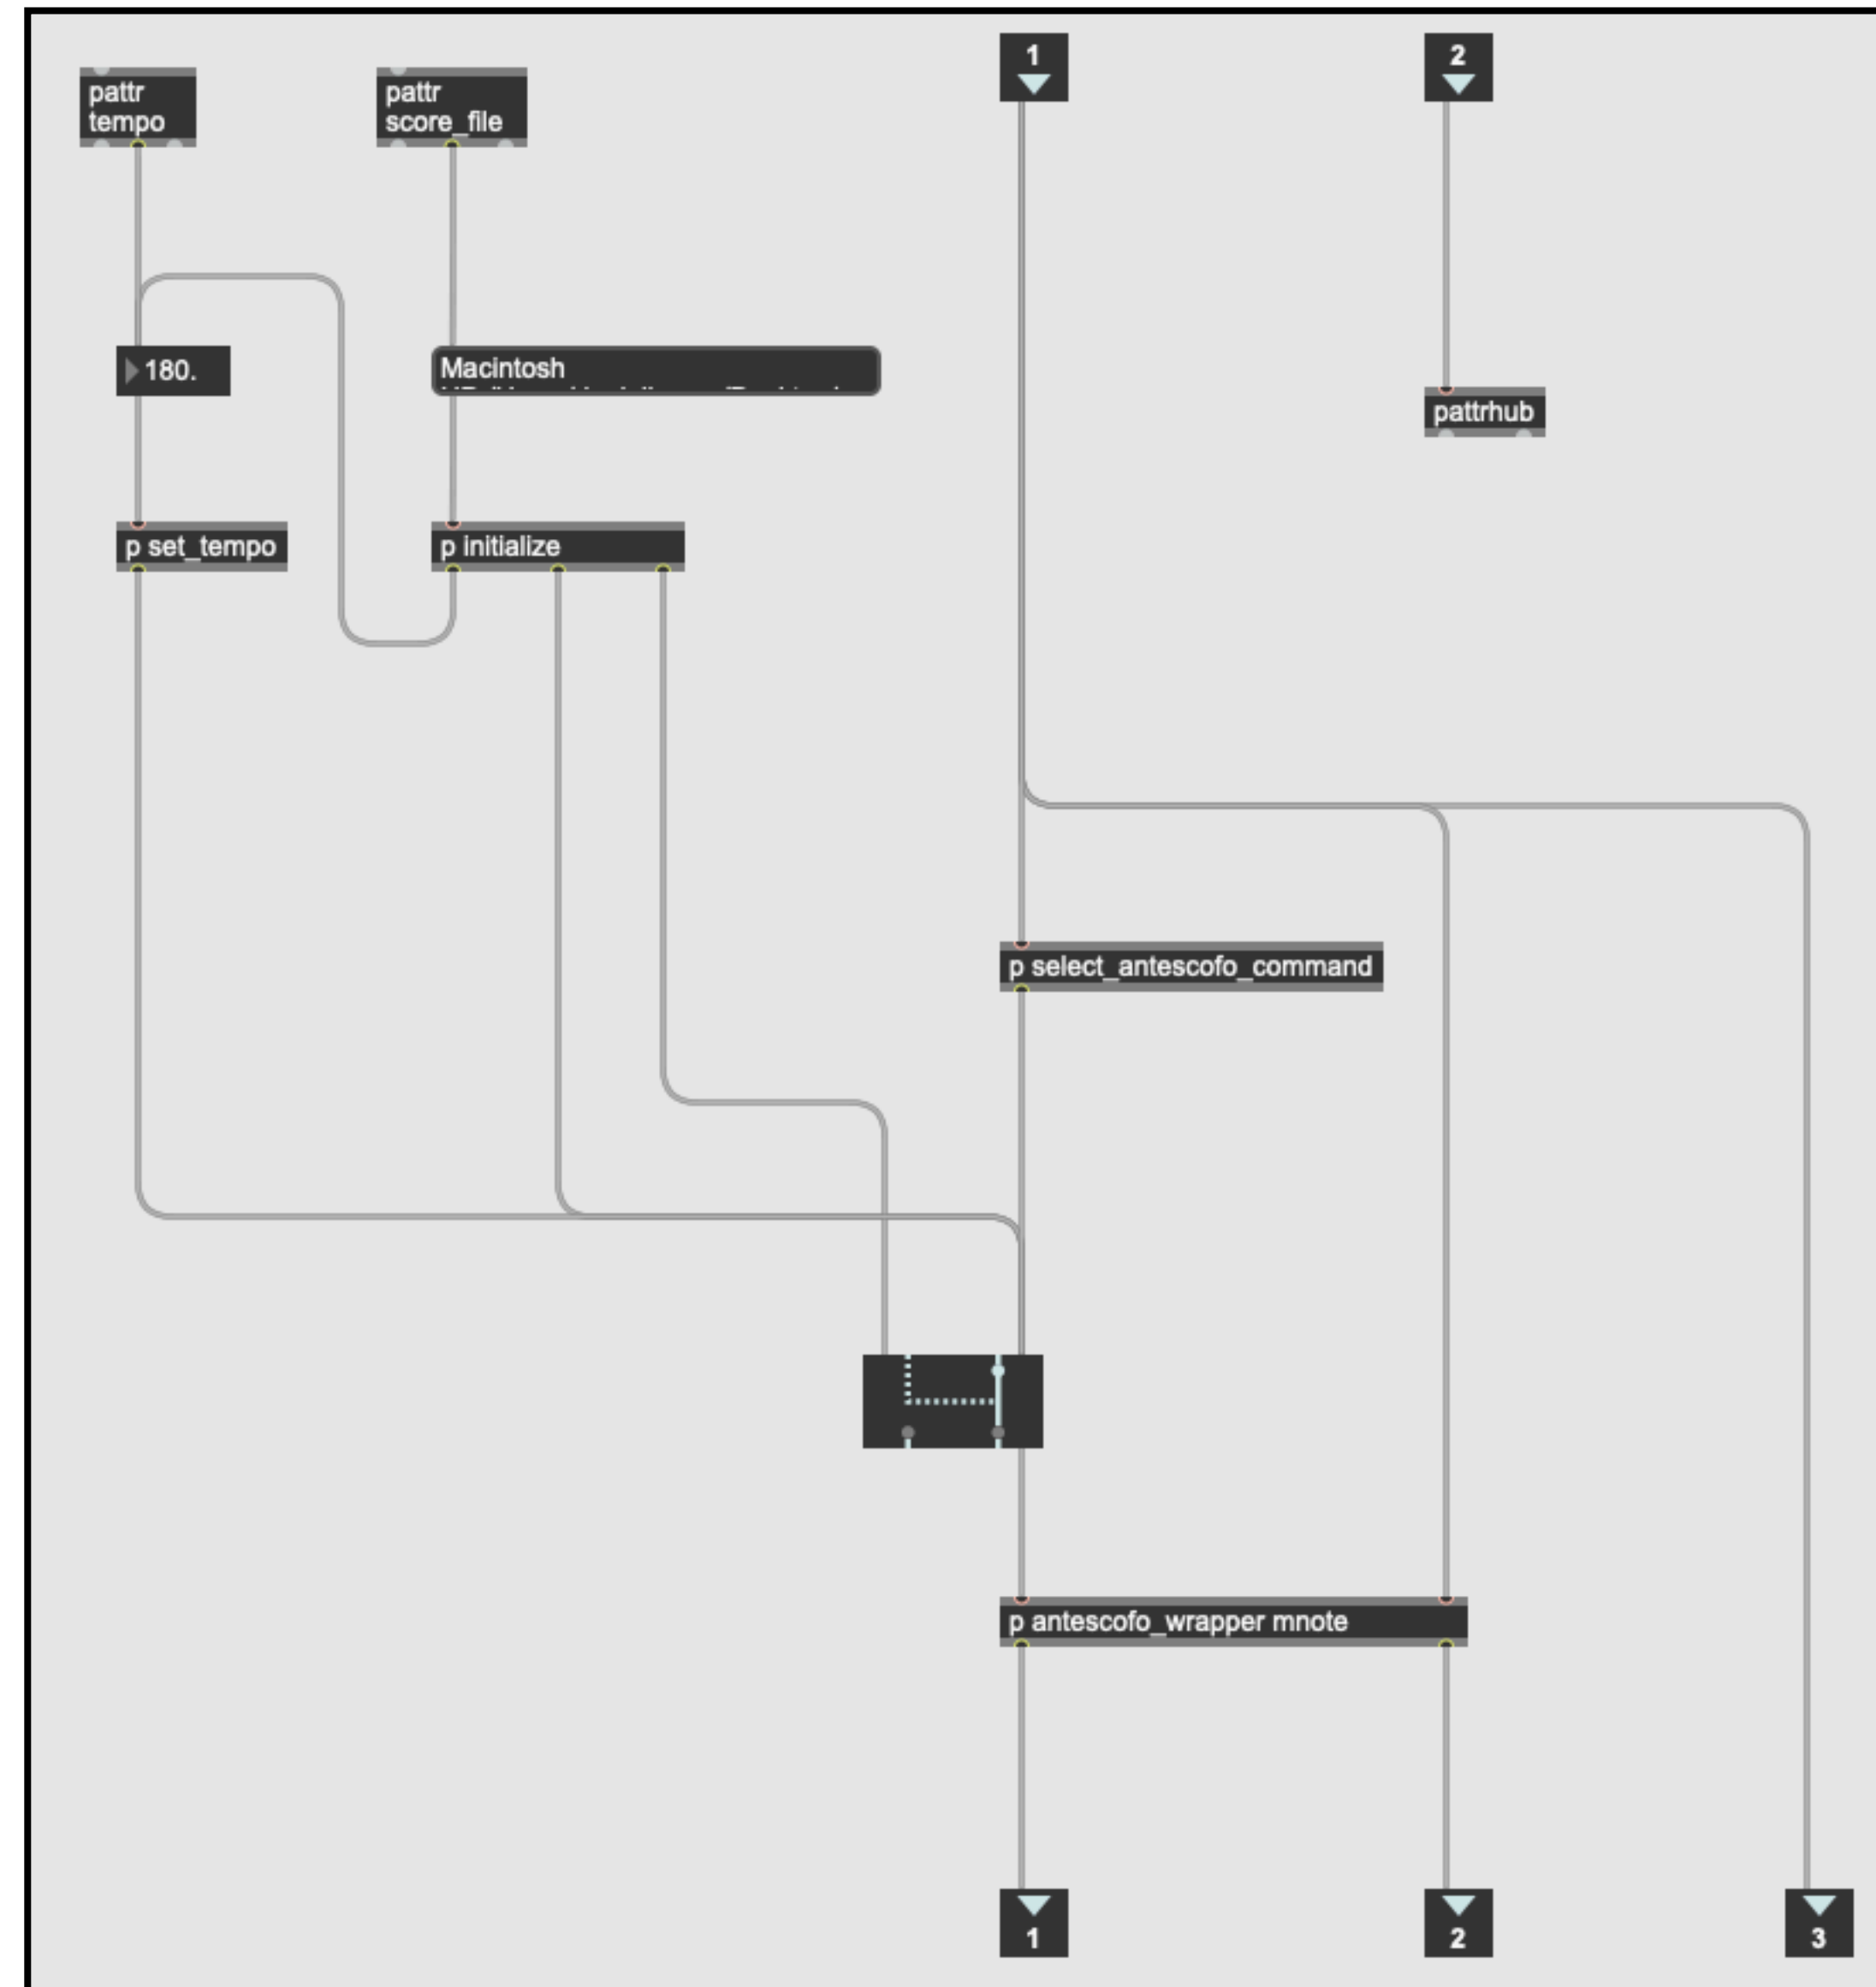 1
2
pattr
tempo
pattr
score_file
180.
Macintosh
pattrhub
p set_tempo
p initialize
p select_antescofo_command
p antescofo_wrapper mnote
1
2
3